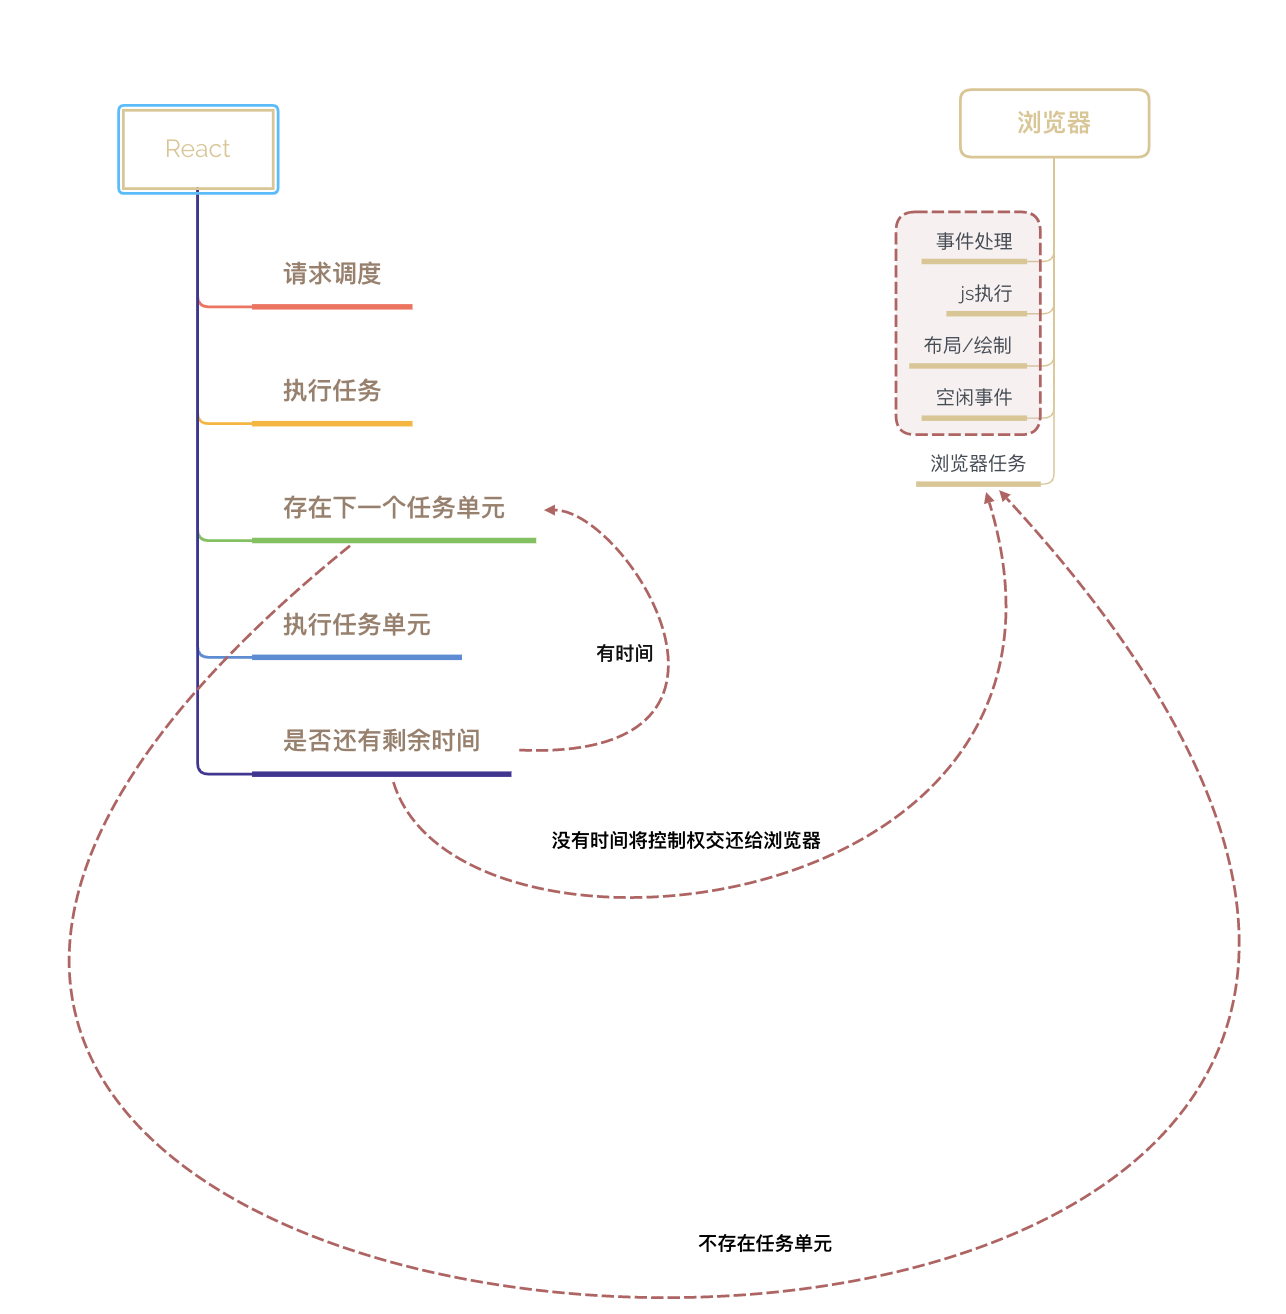 React
请求调度
执行任务
存在下一个任务单元
执行任务单元
是否还有剩余时间
浏览器
事件处理
js执行
布局/绘制
空闲事件
浏览器任务
有时间
没有时间将控制权交还给浏览器
不存在任务单元